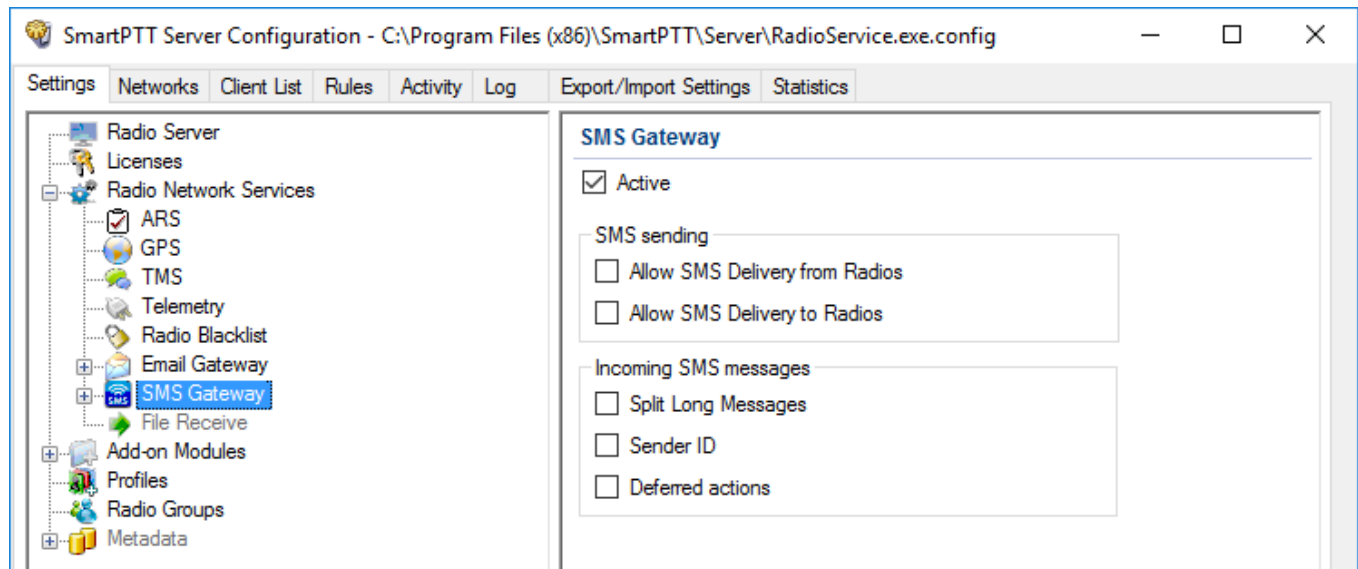 SmartPTT Server Configuration - C:\Program Files (x86)\SmartPTT\Server\RadioService.exe.config
Settings Networks Client List Rules Activity Log Export/Import Settings Statistics
Radio Server
Licenses
Radio Network Services
ARS
GPS
TMS
Telemetry
Radio Blacklist
Email Gateway
SMS
SMS Gateway
File Receive
Add-on Modules
Profiles
Radio Groups
Metadata
SMS Gateway
Active
SMS sending
Allow SMS Delivery from Radios
Allow SMS Delivery to Radios
Incoming SMS messages
Split Long Messages
Sender ID
Deferred actions